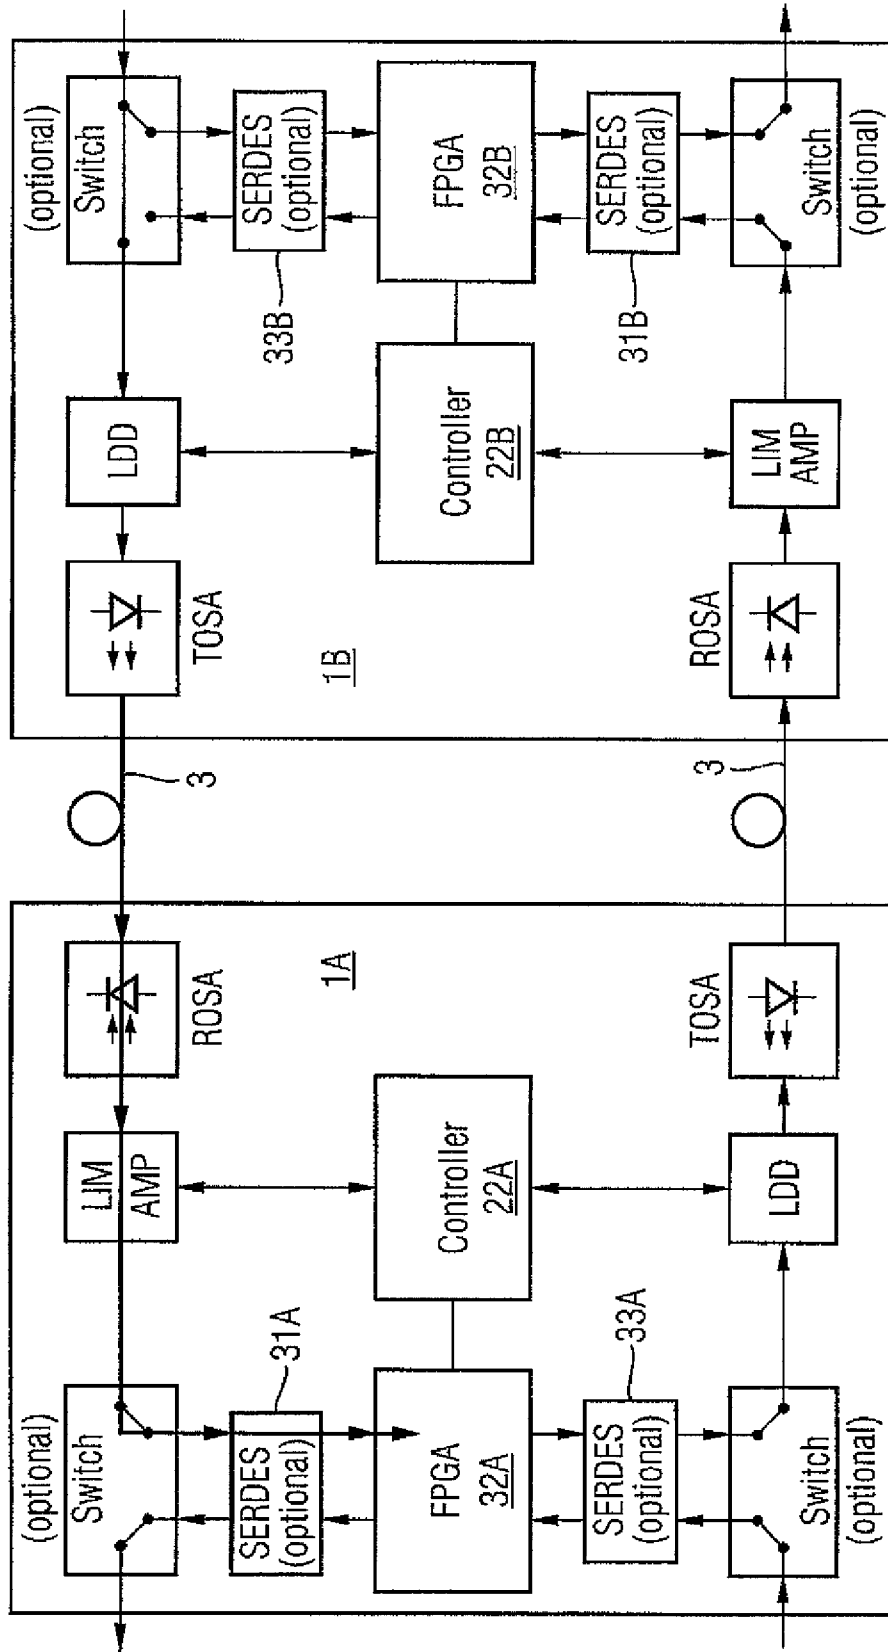 (optional)
Switch
LIM
AMP
ROSA
3
TOSA
LDD
(optional)
Switch
SERDES
(optional)
31A
33B
SERDES
(optional)
FPGA
32A
Controller
22A
1A
1B
Controller
22B
FPGA
32B
SERDES
(optional)
33A
31B
SERDES
(optional)
Switch
(optional)
LDD
TOSA
3
ROSA
LIM
AMP
Switch
(optional)